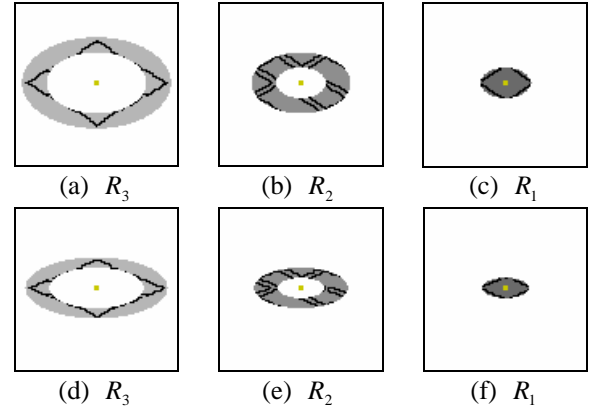 (a) R₃ (b) R₂ (c) R₁
(d) R₃ (e) R₂ (f) R₁